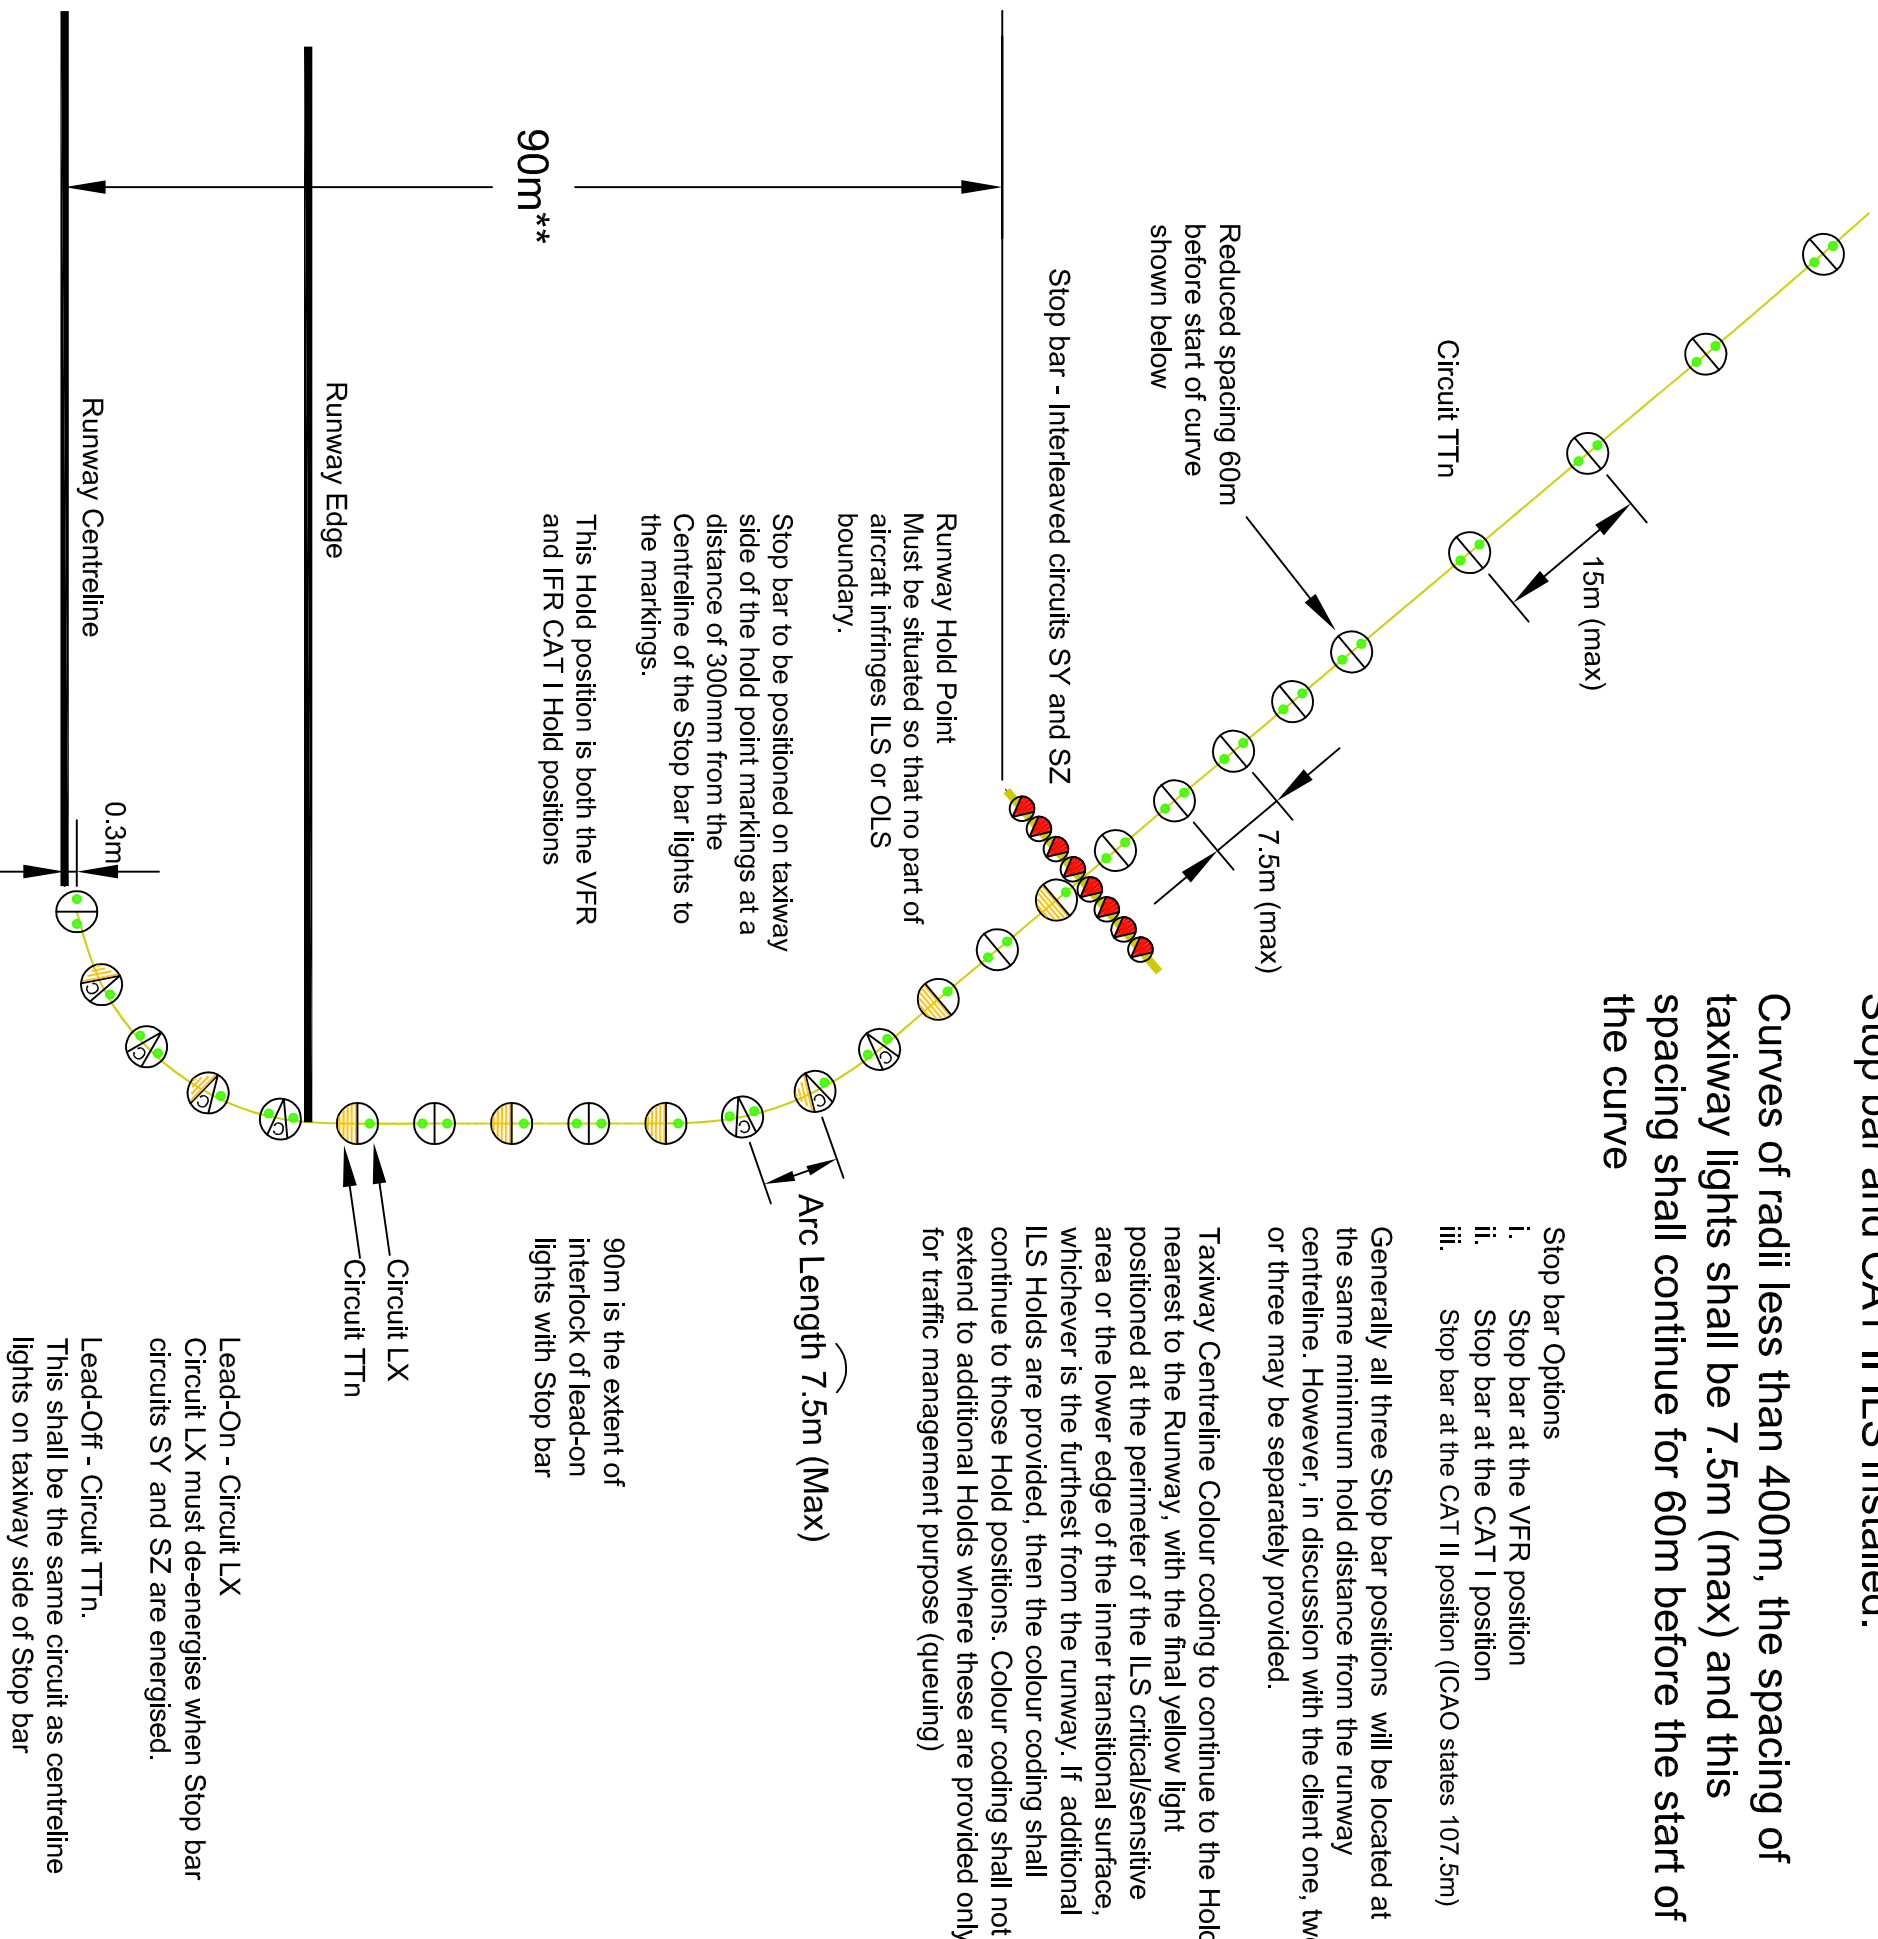 Stop bar and CAT II ILS installed.
Curves of radii less than 400m, the spacing of
taxiway lights shall be 7.5m (max) and this
spacing shall continue for 60m before the start of
the curve
Circuit TTn
15m (max)
Reduced spacing 60m
before start of curve
shown below
7.5m (max)
Stop bar - Interleaved circuits SY and SZ
90m**
Runway Hold Point
Must be situated so that no part of
aircraft infringes ILS or OLS
boundary.
Stop bar to be positioned on taxiway
side of the hold point markings at a
distance of 300mm from the
Centreline of the Stop bar lights to
the markings.
This Hold position is both the VFR
and IFR CAT I Hold positions
Runway Edge
Runway Centreline
0.3m
C
C
C
C
C
C
C
Stop bar Options
i. Stop bar at the VFR position
ii. Stop bar at the CAT I position
iii. Stop bar at the CAT II position (ICAO states 107.5m)
Generally all three Stop bar positions will be located at
the same minimum hold distance from the runway
centreline. However, in discussion with the client one, two
or three may be separately provided.
Taxiway Centreline Colour coding to continue to the Hold
nearest to the Runway, with the final yellow light
positioned at the perimeter of the ILS critical/sensitive
area or the lower edge of the inner transitional surface,
whichever is the furthest from the runway. If additional
ILS Holds are provided, then the colour coding shall
continue to those Hold positions. Colour coding shall not
extend to additional Holds where these are provided only
for traffic management purpose (queuing)
Arc Length 7.5m (Max)
90m is the extent of
interlock of lead-on
lights with Stop bar
Circuit LX
Circuit TTn
Lead-On - Circuit LX
Circuit LX must de-energise when Stop bar
circuits SY and SZ are energised.
Lead-Off - Circuit TTn.
This shall be the same circuit as centreline
lights on taxiway side of Stop bar